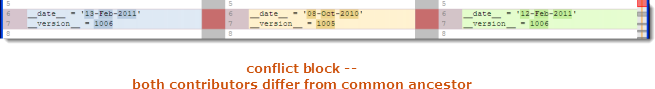 5 5 5
6 __date__ = '13-Feb-2011' 6 __date__ = '09-Oct-2010' 6 __date__ = '12-Feb-2011'
7 __version__ = 1006 7 __version__ = 1005 7 __version__ = 1006
8 8 8
conflict block --
both contributors differ from common ancestor